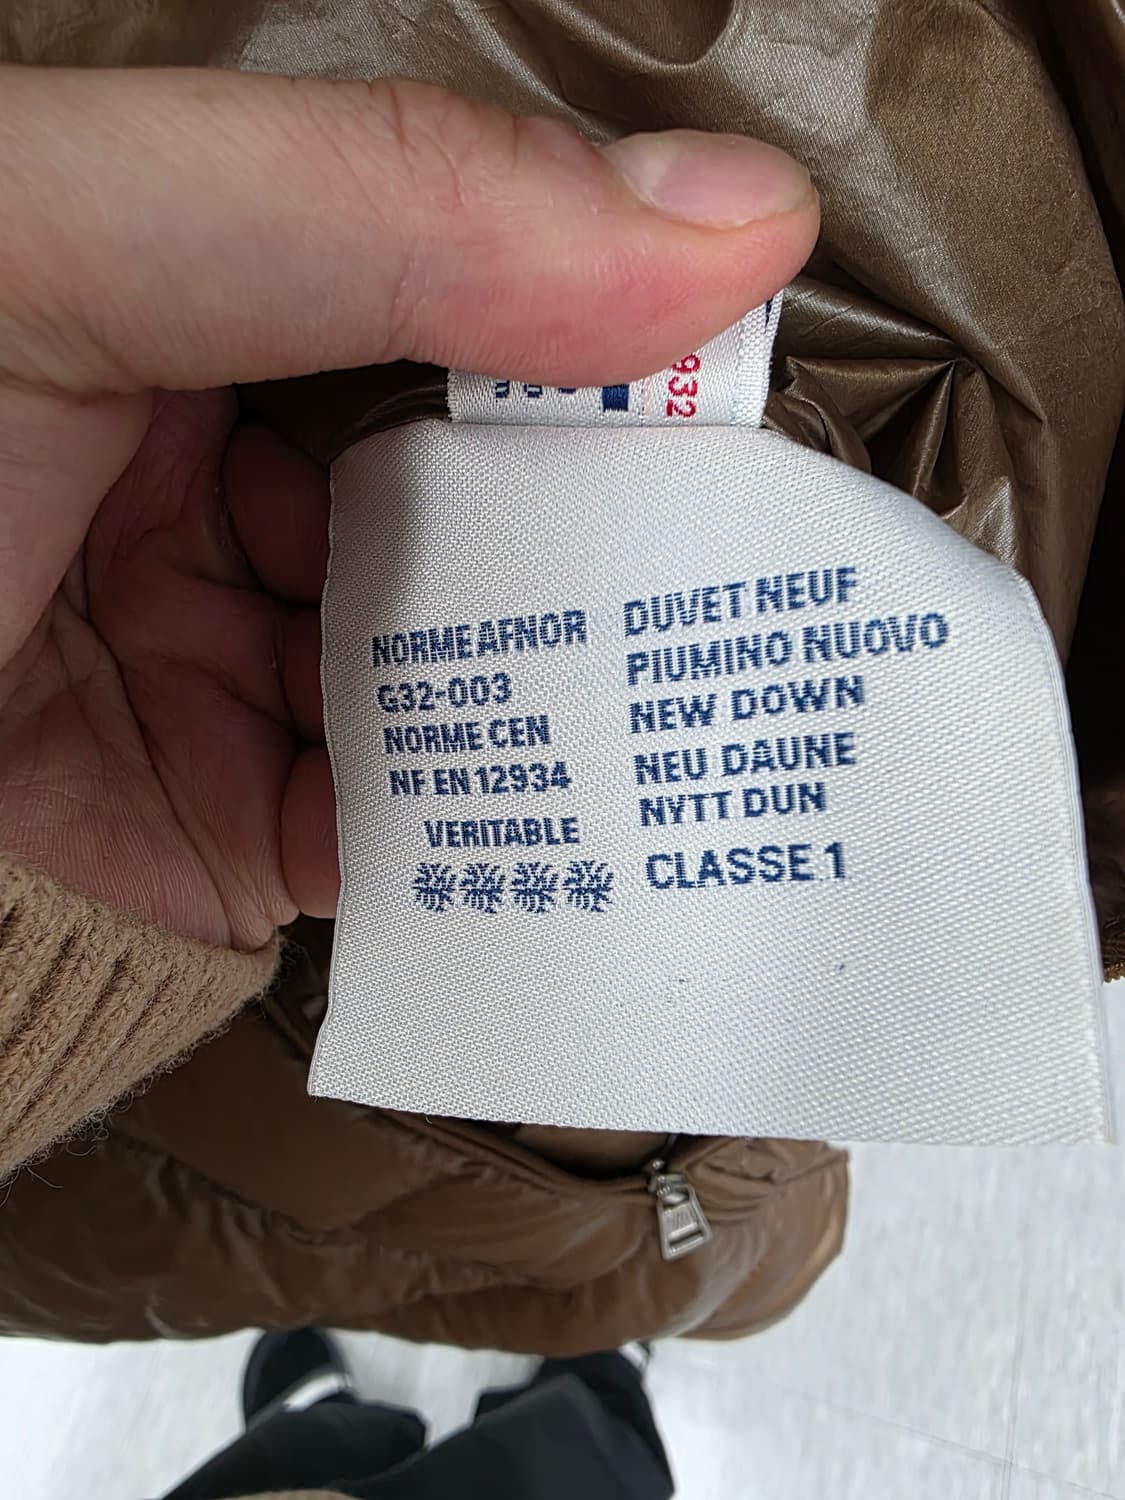 932
NORME AFNOR
G32-003
NORME CEN
NF EN 12934
VERITABLE
DUVET NEUF
PIUMINO NUOVO
NEW DOWN
NEU DAUNE
NYTT DUN
CLASSE 1